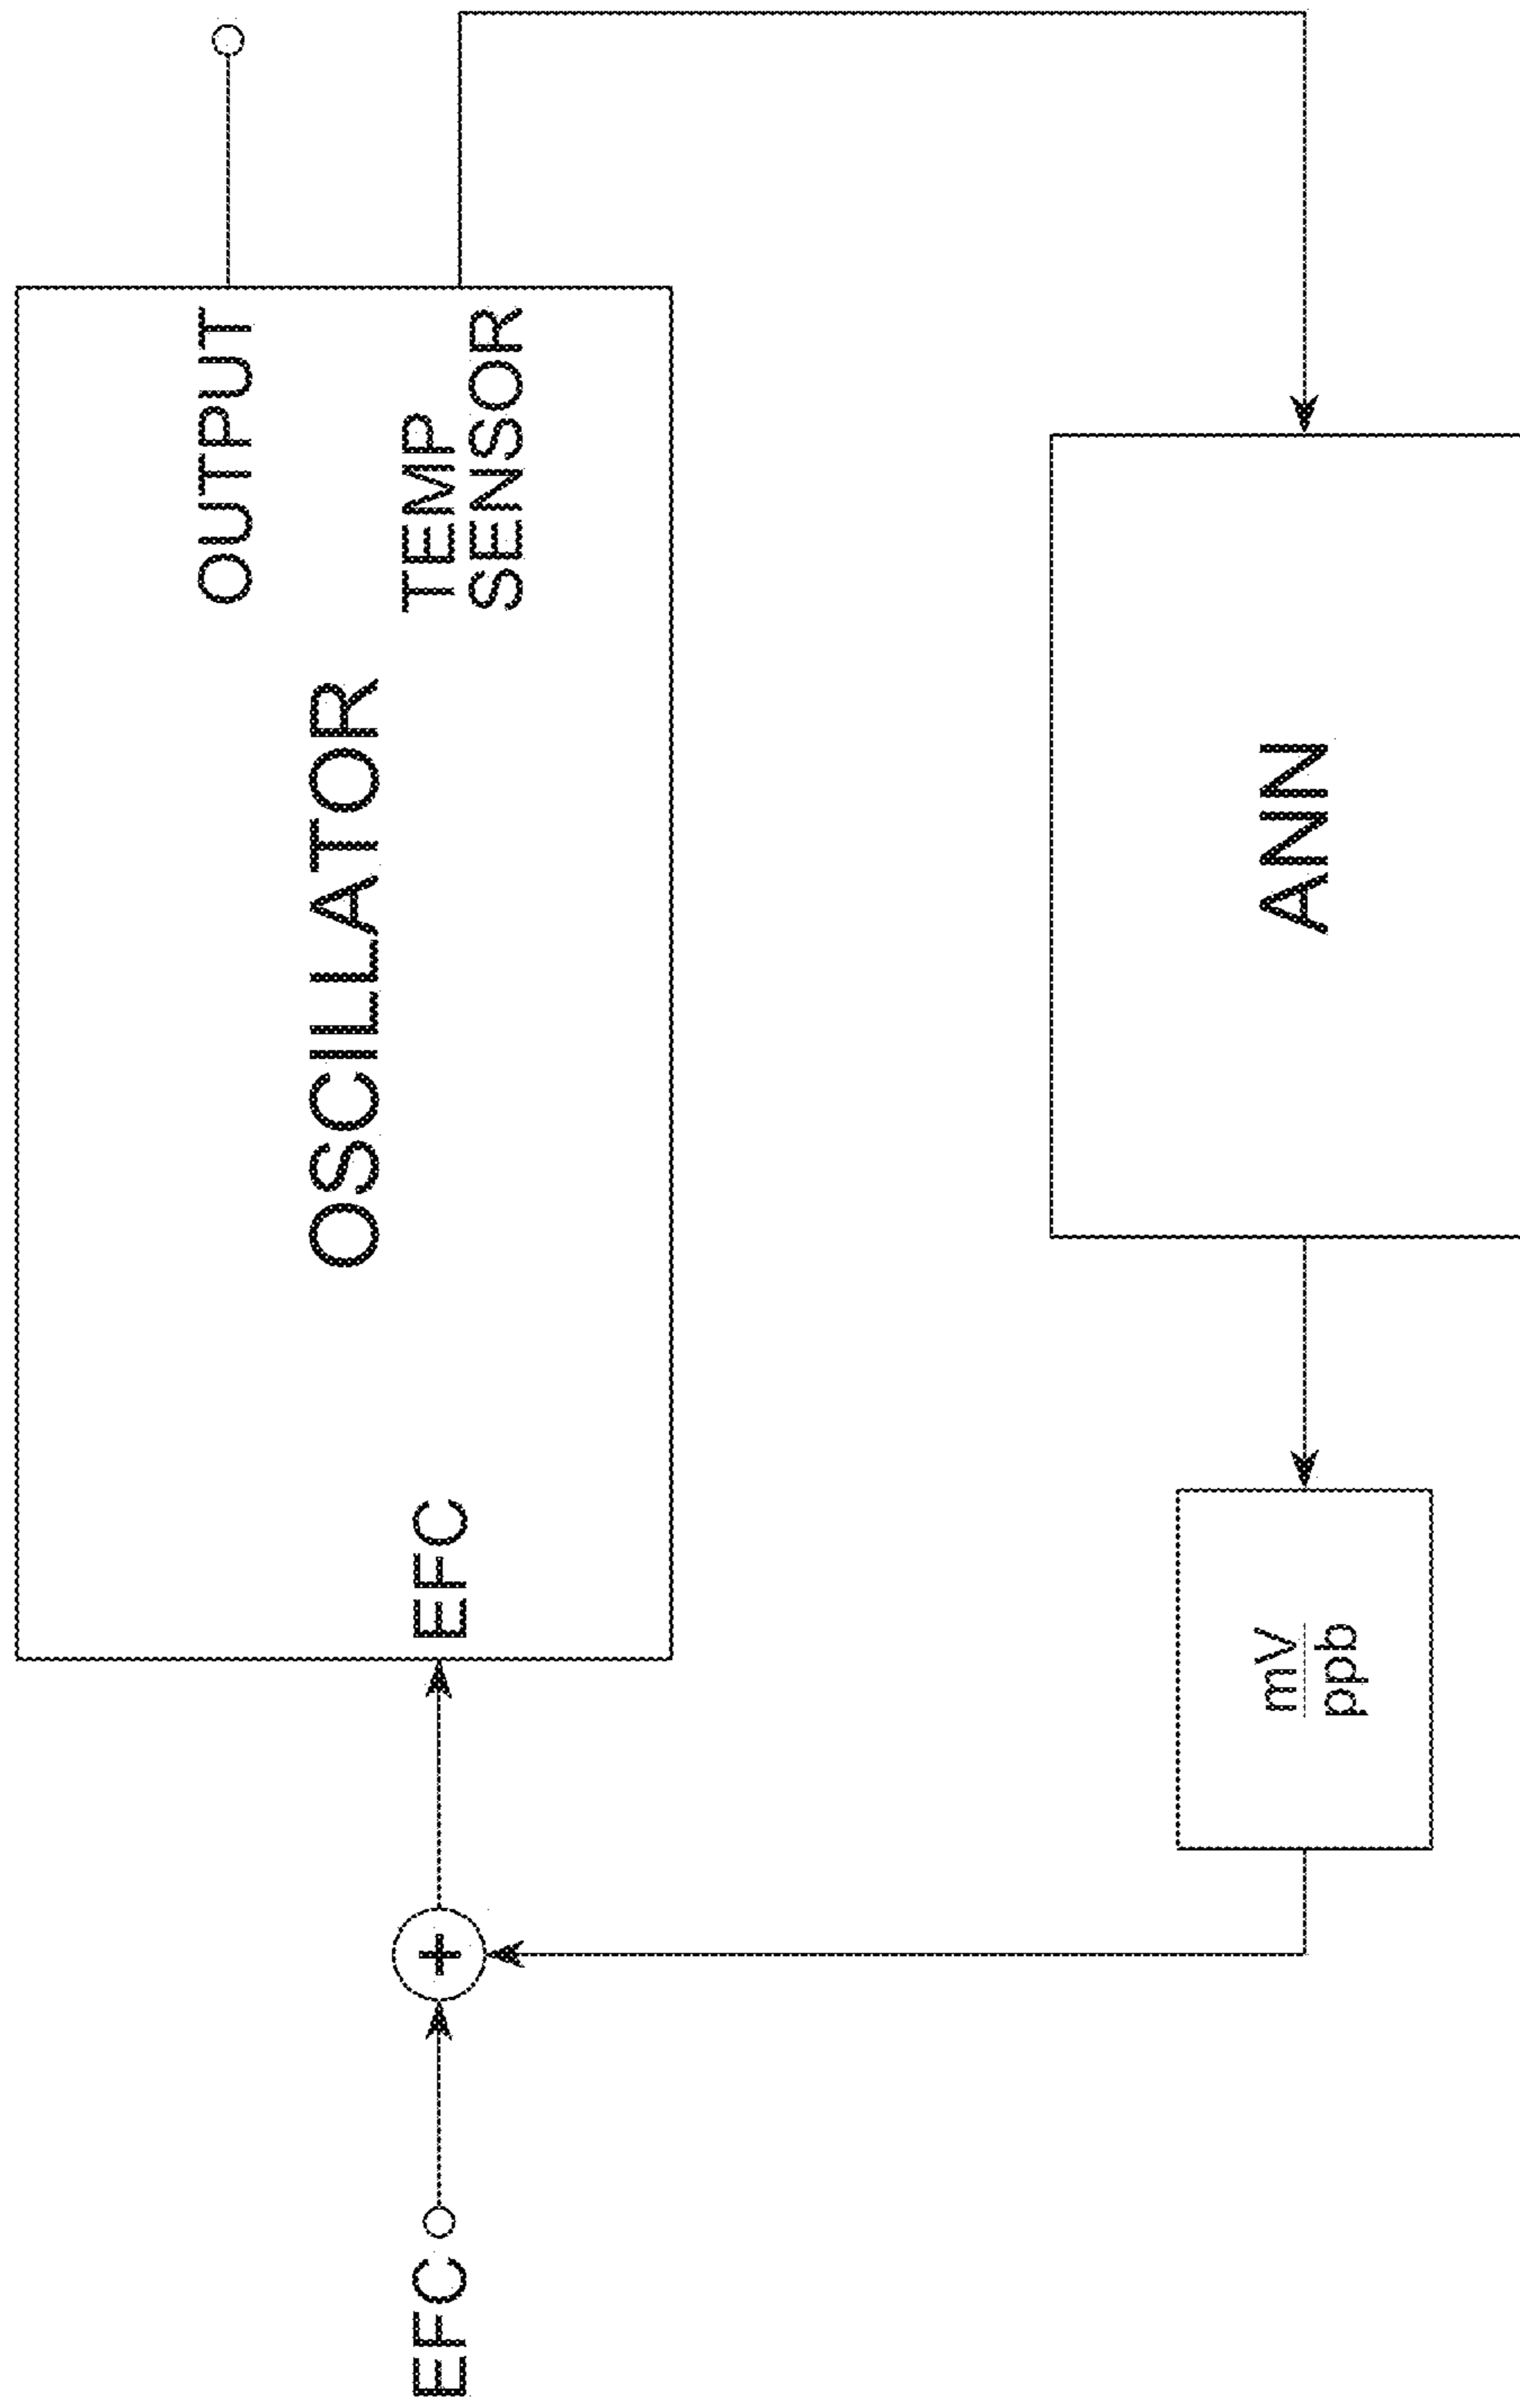 EFC
+
EFC
OSCILLATOR
OUTPUT
TEMP
SENSOR
mV
ppb
ANN